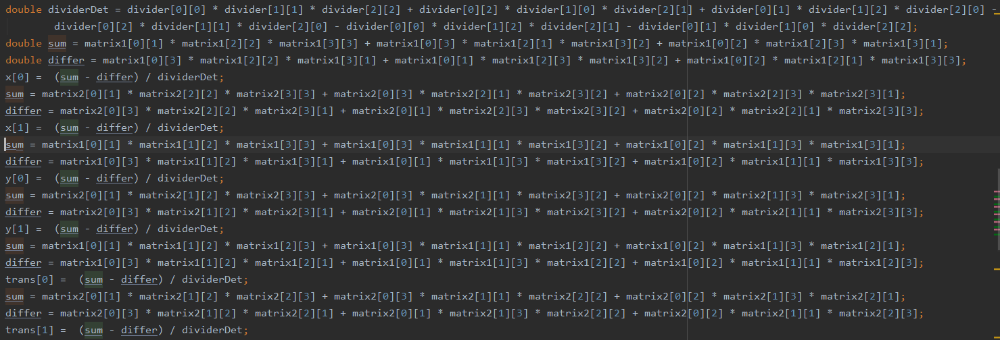 double dividerDet = divider[0][0] * divider[1][1] * divider[2][2] + divider[0][2] * divider[1][0] * divider[2][1] + divider[0][1] * divider[1][2] * divider[2][0] -
divider[0][2] * divider[1][1] * divider[2][0] - divider[0][0] * divider[1][2] * divider[2][1] - divider[0][1] * divider[1][0] * divider[2][2];
double sum = matrix1[0][1] * matrix1[2][2] * matrix1[3][3] + matrix1[0][3] * matrix1[2][1] * matrix1[3][2] + matrix1[0][2] * matrix1[2][3] * matrix1[3][1];
double differ = matrix1[0][3] * matrix1[2][2] * matrix1[3][1] + matrix1[0][1] * matrix1[2][3] * matrix1[3][2] + matrix1[0][2] * matrix1[2][1] * matrix1[3][3];
x[0] =  (sum - differ) / dividerDet;
sum = matrix2[0][1] * matrix2[2][2] * matrix2[3][3] + matrix2[0][3] * matrix2[2][1] * matrix2[3][2] + matrix2[0][2] * matrix2[2][3] * matrix2[3][1];
differ = matrix2[0][3] * matrix2[2][2] * matrix2[3][1] + matrix2[0][1] * matrix2[2][3] * matrix2[3][2] + matrix2[0][2] * matrix2[2][1] * matrix2[3][3];
x[1] =  (sum - differ) / dividerDet;
sum = matrix1[0][1] * matrix1[1][2] * matrix1[3][3] + matrix1[0][3] * matrix1[1][1] * matrix1[3][2] + matrix1[0][2] * matrix1[1][3] * matrix1[3][1];
differ = matrix1[0][3] * matrix1[1][2] * matrix1[3][1] + matrix1[0][1] * matrix1[1][3] * matrix1[3][2] + matrix1[0][2] * matrix1[1][1] * matrix1[3][3];
y[0] =  (sum - differ) / dividerDet;
sum = matrix2[0][1] * matrix2[1][2] * matrix2[3][3] + matrix2[0][3] * matrix2[1][1] * matrix2[3][2] + matrix2[0][2] * matrix2[1][3] * matrix2[3][1];
differ = matrix2[0][3] * matrix2[1][2] * matrix2[3][1] + matrix2[0][1] * matrix2[1][3] * matrix2[3][2] + matrix2[0][2] * matrix2[1][1] * matrix2[3][3];
y[1] =  (sum - differ) / dividerDet;
sum = matrix1[0][1] * matrix1[1][2] * matrix1[2][3] + matrix1[0][3] * matrix1[1][1] * matrix1[2][2] + matrix1[0][2] * matrix1[1][3] * matrix1[2][1];
differ = matrix1[0][3] * matrix1[1][2] * matrix1[2][1] + matrix1[0][1] * matrix1[1][3] * matrix1[2][2] + matrix1[0][2] * matrix1[1][1] * matrix1[2][3];
trans[0] =  (sum - differ) / dividerDet;
sum = matrix2[0][1] * matrix2[1][2] * matrix2[2][3] + matrix2[0][3] * matrix2[1][1] * matrix2[2][2] + matrix2[0][2] * matrix2[1][3] * matrix2[2][1];
differ = matrix2[0][3] * matrix2[1][2] * matrix2[2][1] + matrix2[0][1] * matrix2[1][3] * matrix2[2][2] + matrix2[0][2] * matrix2[1][1] * matrix2[2][3];
trans[1] =  (sum - differ) / dividerDet;